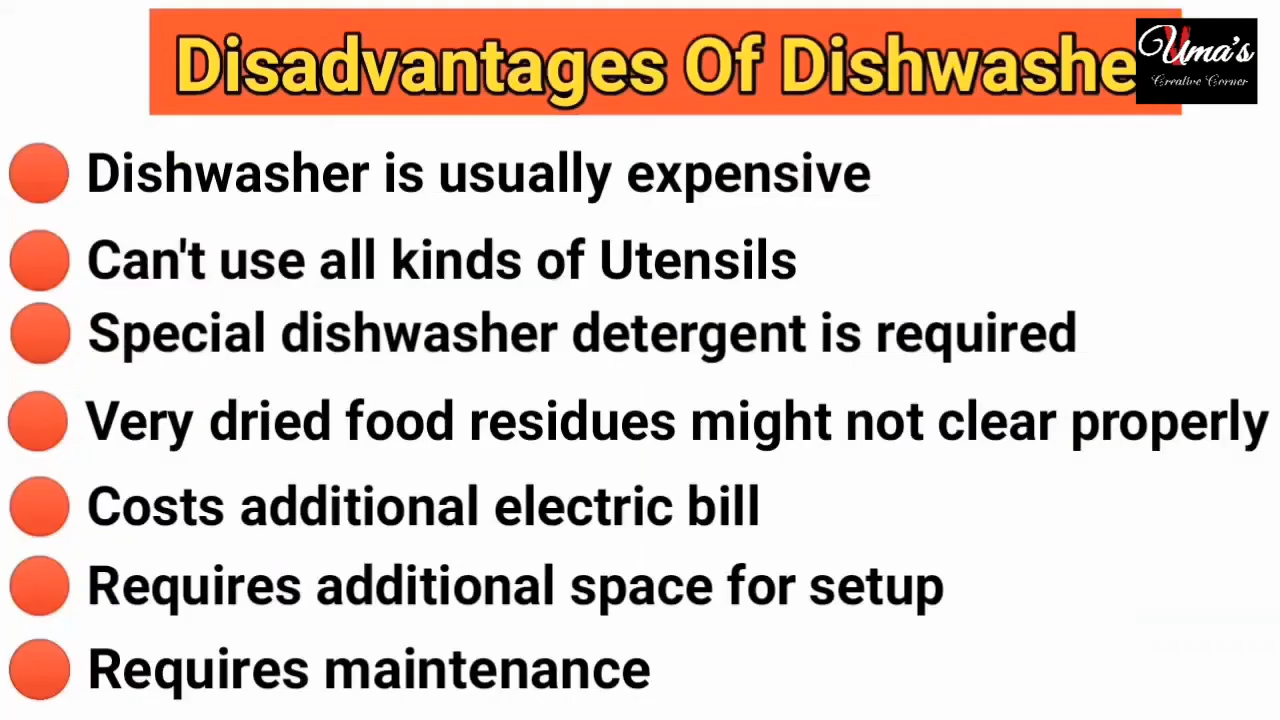 Disadvantages Of Dishwashe
Uma's
Creative Corner
Dishwasher is usually expensive
Can't use all kinds of Utensils
Special dishwasher detergent is required
Very dried food residues might not clear properly
Costs additional electric bill
Requires additional space for setup
Requires maintenance